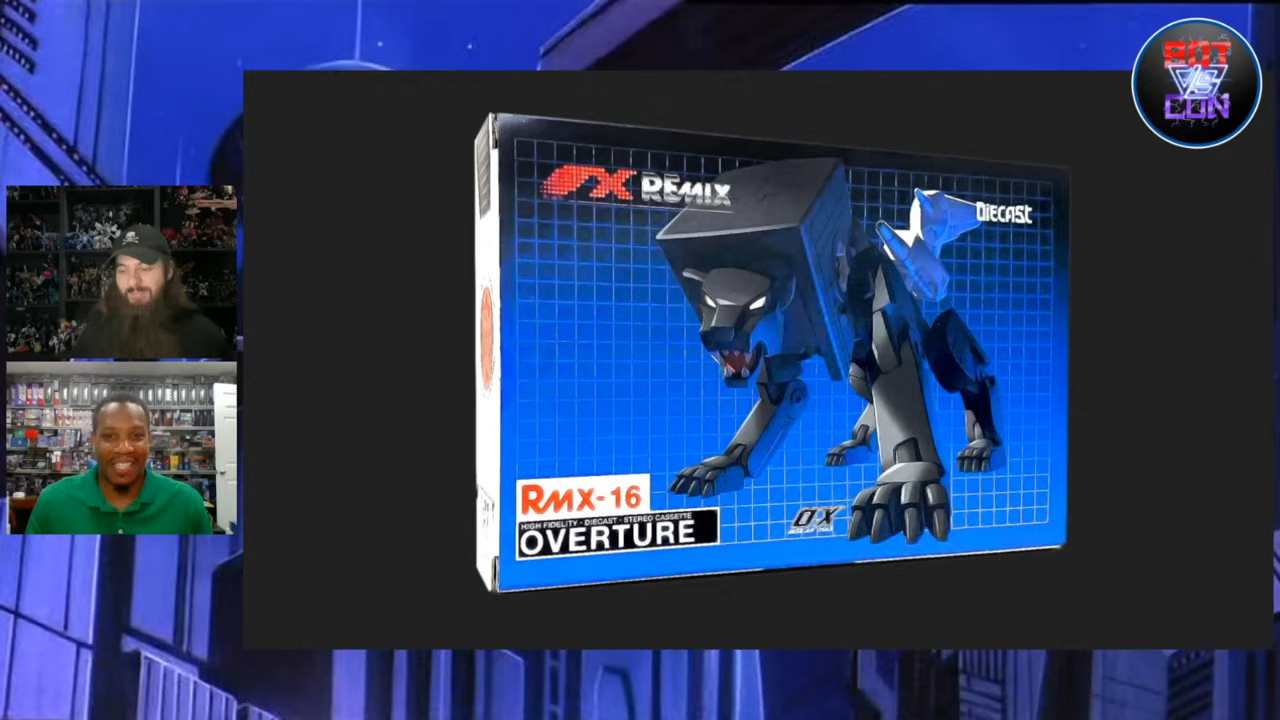 BOT
VS
CON
REMIX
DIECAST
RMX-16
HIGH FIDELITY · DIECAST · STEREO CASSETTE
OVERTURE
OX